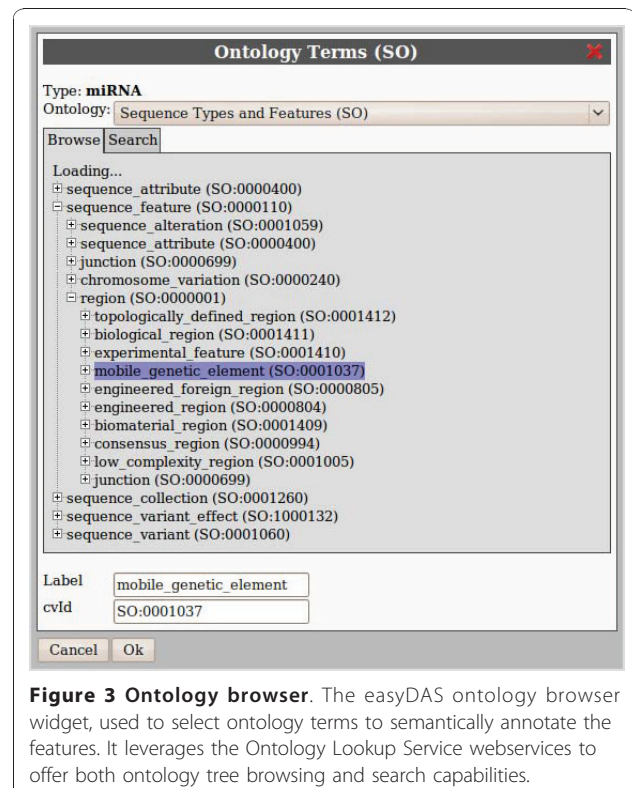 Ontology Terms (SO)
Type: miRNA
Ontology: Sequence Types and Features (SO)
Browse Search
Loading...
sequence_attribute (SO:0000400)
sequence_feature (SO:0000110)
sequence_alteration (SO:0001059)
sequence_attribute (SO:0000400)
junction (SO:0000699)
chromosome_variation (SO:0000240)
region (SO:0000001)
topologically_defined_region (SO:0001412)
biological_region (SO:0001411)
experimental_feature (SO:0001410)
mobile_genetic_element (SO:0001037)
engineered_foreign_region (SO:0000805)
engineered_region (SO:0000804)
biomaterial_region (SO:0001409)
consensus_region (SO:0000994)
low_complexity_region (SO:0001005)
junction (SO:0000699)
sequence_collection (SO:0001260)
sequence_variant_effect (SO:1000132)
sequence_variant (SO:0001060)
Label mobile_genetic_element
cvId SO:0001037
Cancel Ok
Figure 3 Ontology browser. The easyDAS ontology browser
widget, used to select ontology terms to semantically annotate the
features. It leverages the Ontology Lookup Service webservices to
offer both ontology tree browsing and search capabilities.